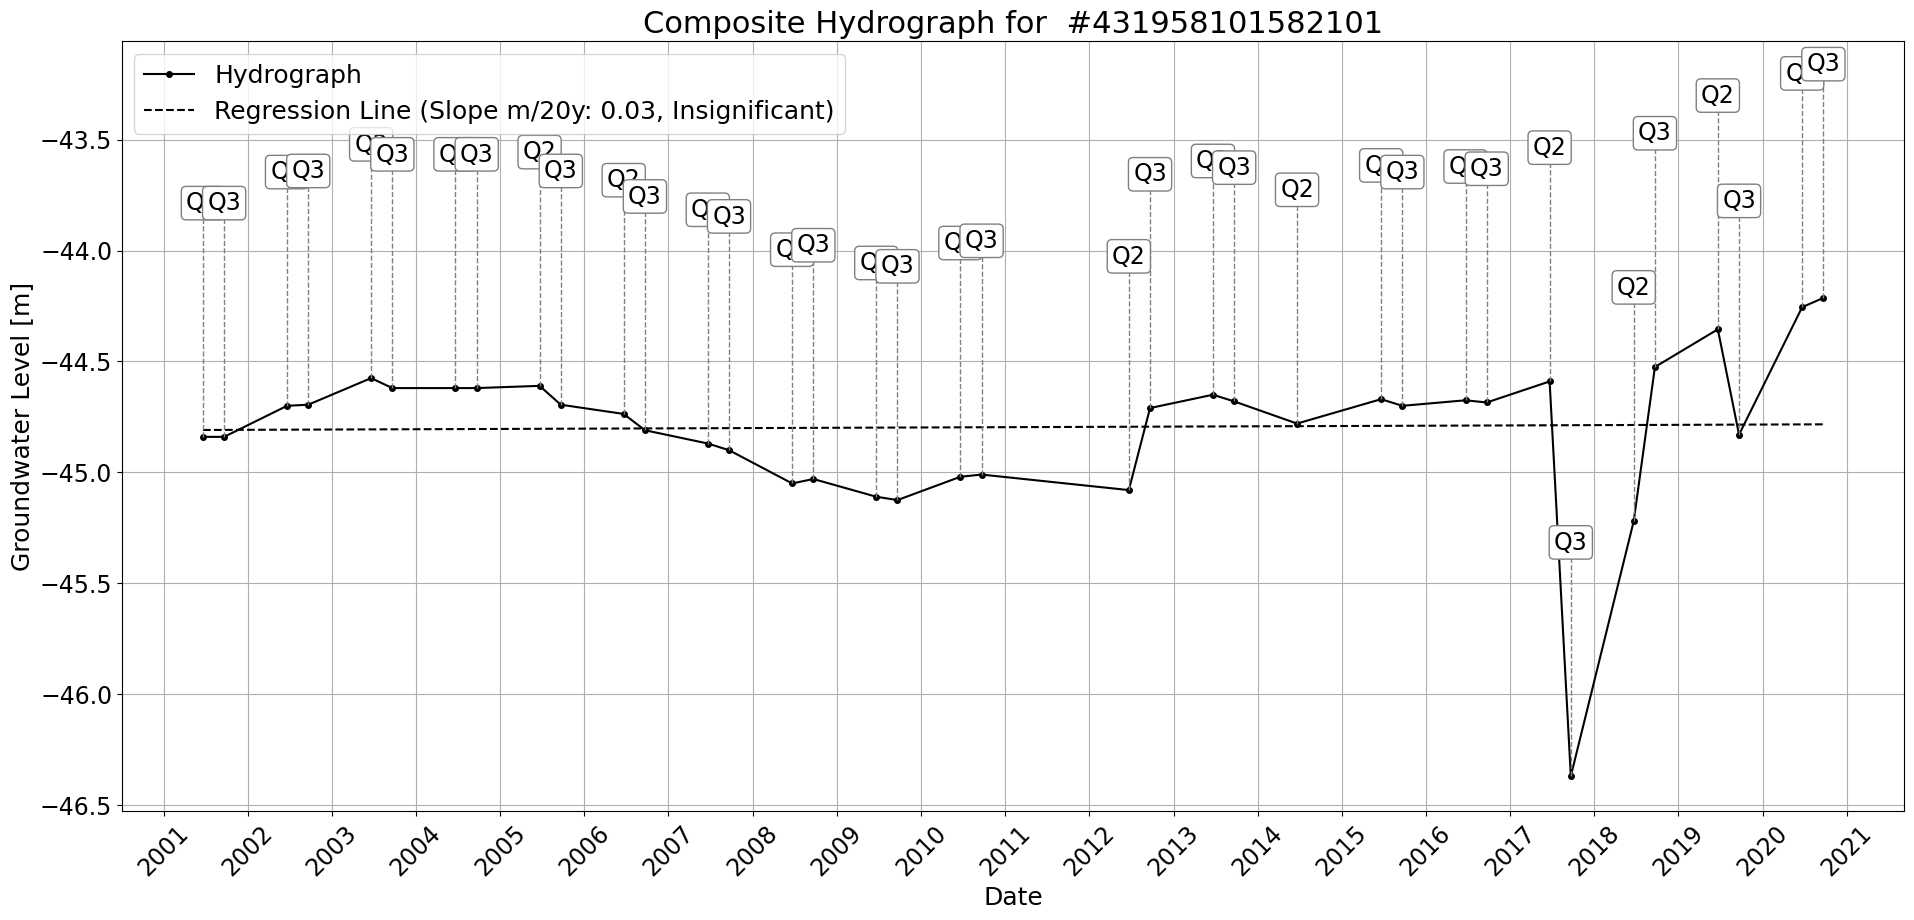 Composite Hydrograph for  #431958101582101
Hydrograph
Regression Line (Slope m/20y: 0.03, Insignificant)
Groundwater Level [m]
−43.5
−44.0
−44.5
−45.0
−45.5
−46.0
−46.5
Q3
Q3
Q3
Q3
Q2
Q3
Q2
Q3
Q3
Q3
Q3
Q3
Q2
Q3
Q3
Q2
Q3
Q3
Q2
Q3
Q2
Q3
Q2
Q3
Q3
2001
2002
2003
2004
2005
2006
2007
2008
2009
2010
2011
2012
2013
2014
2015
2016
2017
2018
2019
2020
2021
Date